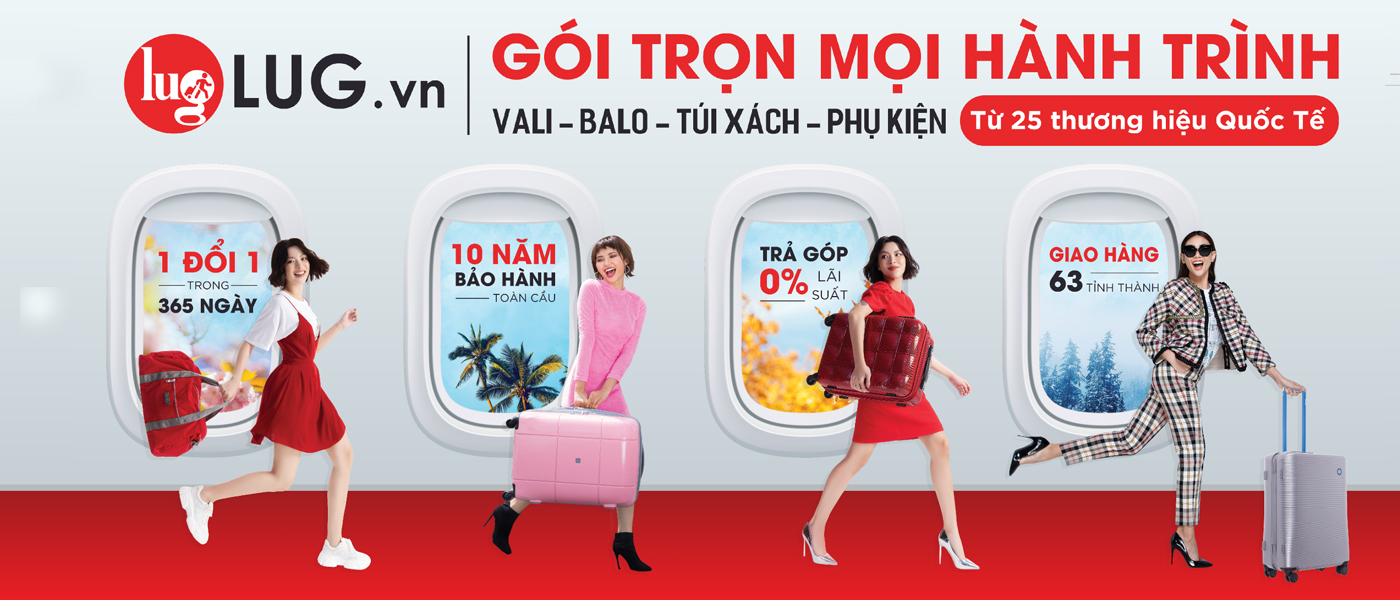 lug
LUG.vn
GÓI TRỌN MỌI HÀNH TRÌNH
VALI – BALO – TÚI XÁCH – PHỤ KIỆN
Từ 25 thương hiệu Quốc Tế
1 ĐỔI 1
TRONG
365 NGÀY
10 NĂM
BẢO HÀNH
TOÀN CẦU
TRẢ GÓP
0% LÃI
SUẤT
GIAO HÀNG
63 TỈNH THÀNH